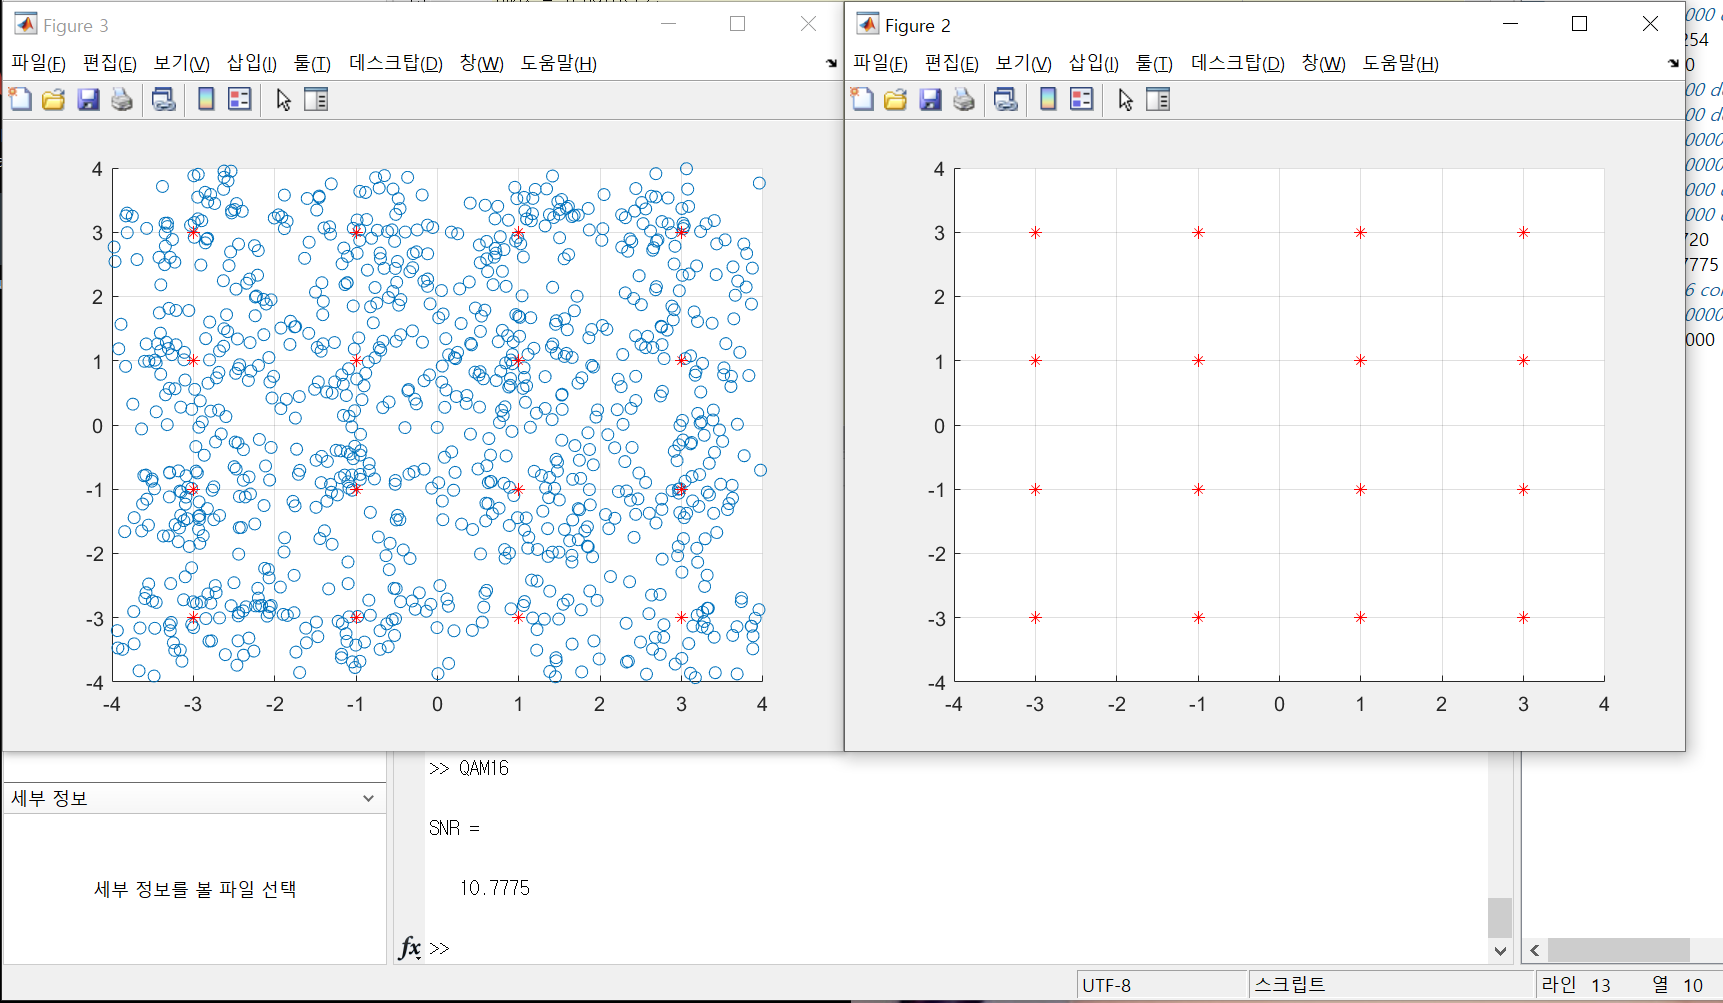 Figure 3
파일(F) 편집(E) 보기(V) 삽입(I) 툴(T) 데스크탑(D) 창(W) 도움말(H)
4
3
2
1
0
-1
-2
-3
-4
-4 -3 -2 -1 0 1 2 3 4
Figure 2
파일(F) 편집(E) 보기(V) 삽입(I) 툴(T) 데스크탑(D) 창(W) 도움말(H)
4
3
2
1
0
-1
-2
-3
-4
-4 -3 -2 -1 0 1 2 3 4
000
254
0
00
00
0000
0000
000
000
720
7775
6
0000
000
세부 정보
세부 정보를 볼 파일 선택
>> QAM16
SNR =
10.7775
fx >>
UTF-8
스크립트
라인 13 열 10